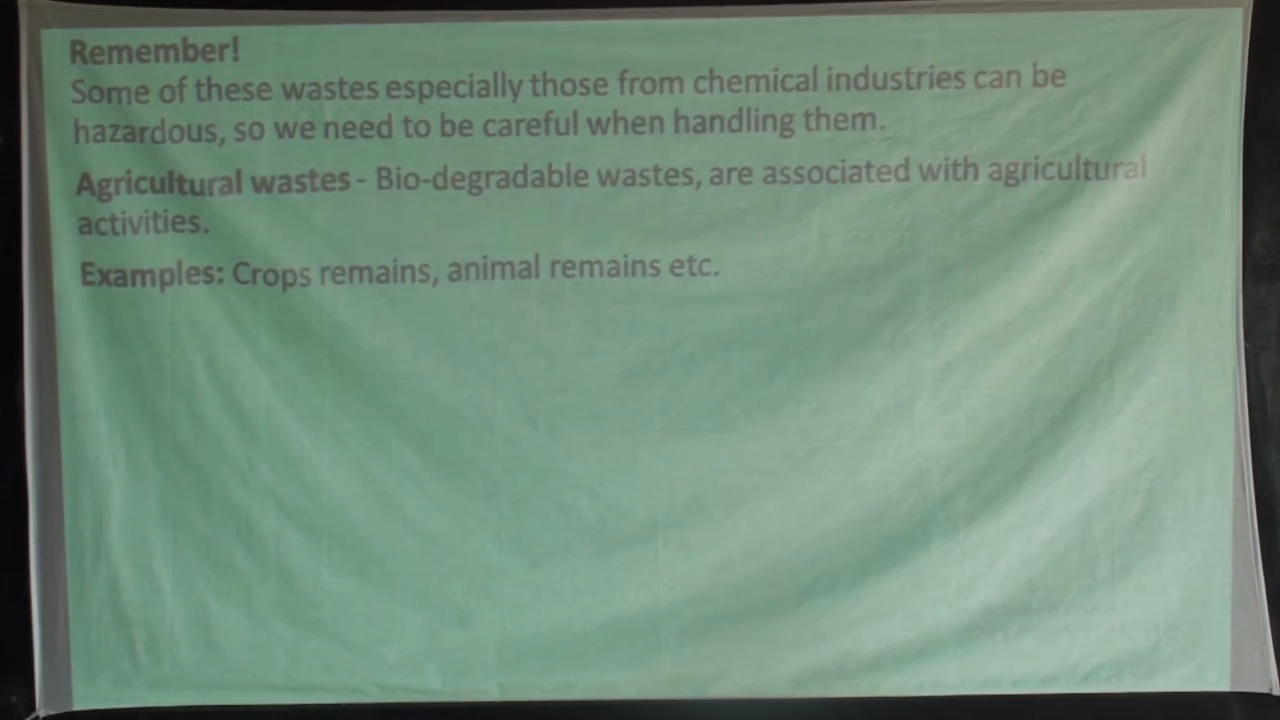 Remember!
Some of these wastes especially those from chemical industries can be
hazardous, so we need to be careful when handling them.
Agricultural wastes - Bio-degradable wastes, are associated with agricultural
activities.
Examples: Crops remains, animal remains etc.